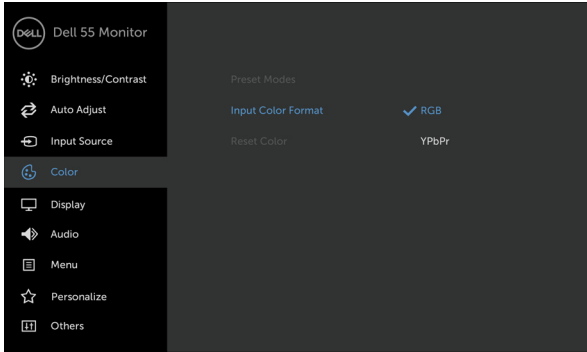 DELL Dell 55 Monitor
Brightness/Contrast
Preset Modes
Auto Adjust
Input Color Format
RGB
Input Source
Reset Color
YPbPr
Color
Display
Audio
Menu
Personalize
Others